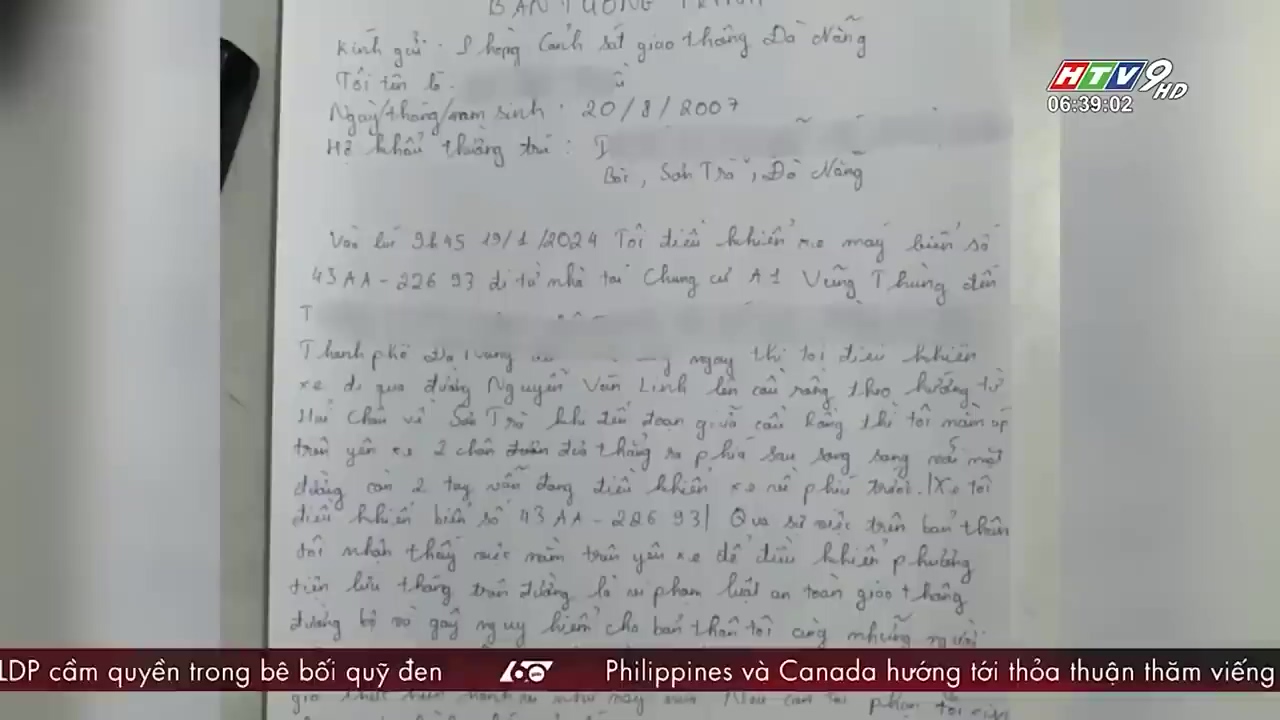 BẢN TƯỜNG TRÌNH
Kính gửi: Phòng Cảnh sát giao thông Đà Nẵng
HTV9 HD
06:39:02
Tôi tên là
Ngày/tháng/năm sinh: 20/8/2007
Hộ khẩu thường trú:
Sơn Trà, Đà Nẵng
Vào lúc 9h45 19/1/2024 Tôi điều khiển xe máy biển số
43AA-226 93 đi từ nhà tại Chung cư A1 Vũng Thùng đến
T
Thành phố Đà Nẵng ngày thì tôi điều khiển
xe đi qua đường Nguyễn Văn Linh lên cầu rồng theo hướng từ
Hải Châu về Sơn Trà khi đến đoạn giữa cầu Rồng thì tôi nằm úp
trên yên xe 2 chân duỗi thẳng ra phía sau song song với mặt
đường còn 2 tay vẫn đang điều khiển xe về phía trước. (Xe tôi
điều khiển biển số 43AA-226 93) Qua sự việc trên bản thân
tôi nhận thấy việc nằm trên yên xe để điều khiển phương
tiện lưu thông trên đường là vi phạm luật an toàn giao thông
đường bộ và gây nguy hiểm cho bản thân tôi cũng những người
LDP cầm quyền trong bê bối quỹ đen
60
Philippines và Canada hướng tới thỏa thuận thăm viếng